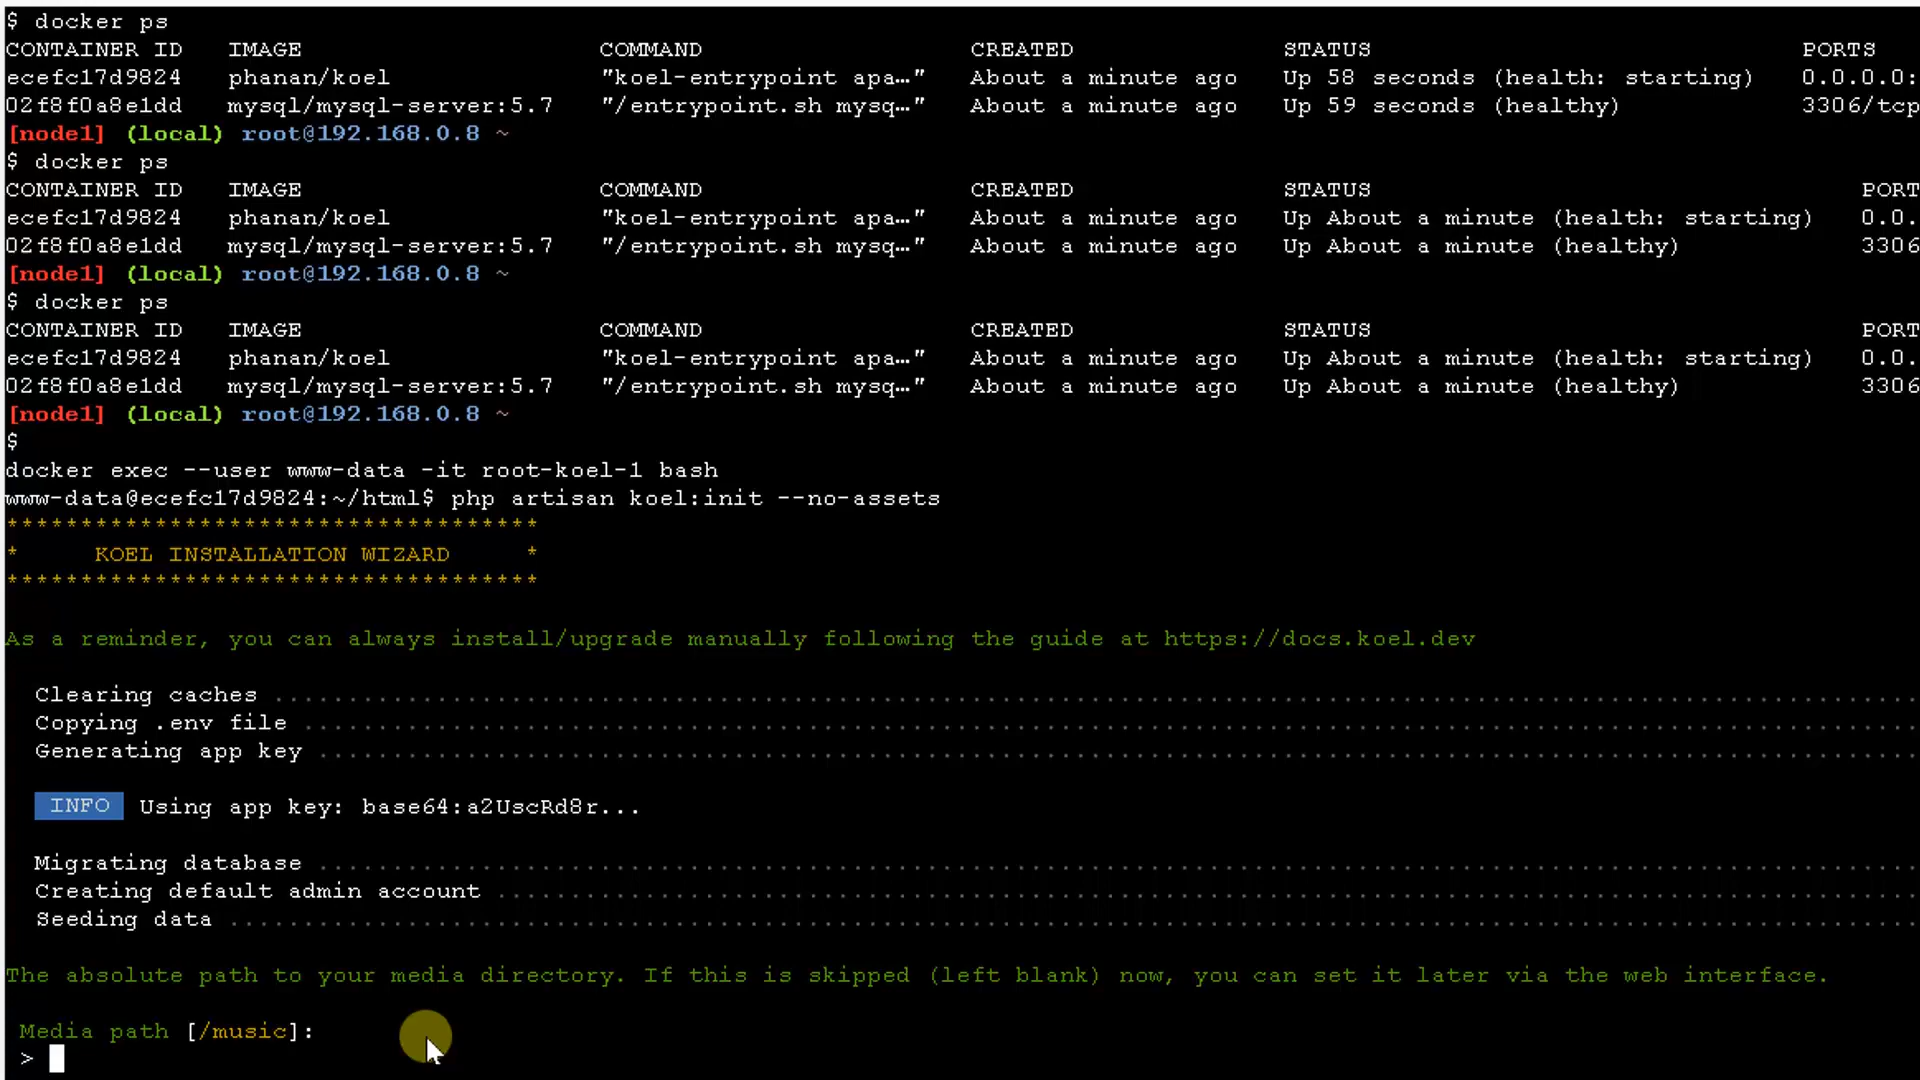 $ docker ps
CONTAINER ID IMAGE COMMAND CREATED STATUS PORTS
ecefc17d9824 phanan/koel "koel-entrypoint apa…" About a minute ago Up 58 seconds (health: starting) 0.0.0.0:
02f8f0a8e1dd mysql/mysql-server:5.7 "/entrypoint.sh mysq…" About a minute ago Up 59 seconds (healthy) 3306/tcp
[node1] (local) root@192.168.0.8 ~
$ docker ps
CONTAINER ID IMAGE COMMAND CREATED STATUS PORT
ecefc17d9824 phanan/koel "koel-entrypoint apa…" About a minute ago Up About a minute (health: starting) 0.0.
02f8f0a8e1dd mysql/mysql-server:5.7 "/entrypoint.sh mysq…" About a minute ago Up About a minute (healthy) 3306
[node1] (local) root@192.168.0.8 ~
$ docker ps
CONTAINER ID IMAGE COMMAND CREATED STATUS PORT
ecefc17d9824 phanan/koel "koel-entrypoint apa…" About a minute ago Up About a minute (health: starting) 0.0.
02f8f0a8e1dd mysql/mysql-server:5.7 "/entrypoint.sh mysq…" About a minute ago Up About a minute (healthy) 3306
[node1] (local) root@192.168.0.8 ~
$
docker exec --user www-data -it root-koel-1 bash
www-data@ecefc17d9824:~/html$ php artisan koel:init --no-assets
************************************
* KOEL INSTALLATION WIZARD *
************************************
As a reminder, you can always install/upgrade manually following the guide at https://docs.koel.dev
Clearing caches
Copying .env file
Generating app key
INFO Using app key: base64:a2UscRd8r...
Migrating database
Creating default admin account
Seeding data
The absolute path to your media directory. If this is skipped (left blank) now, you can set it later via the web interface.
Media path [/music]:
>